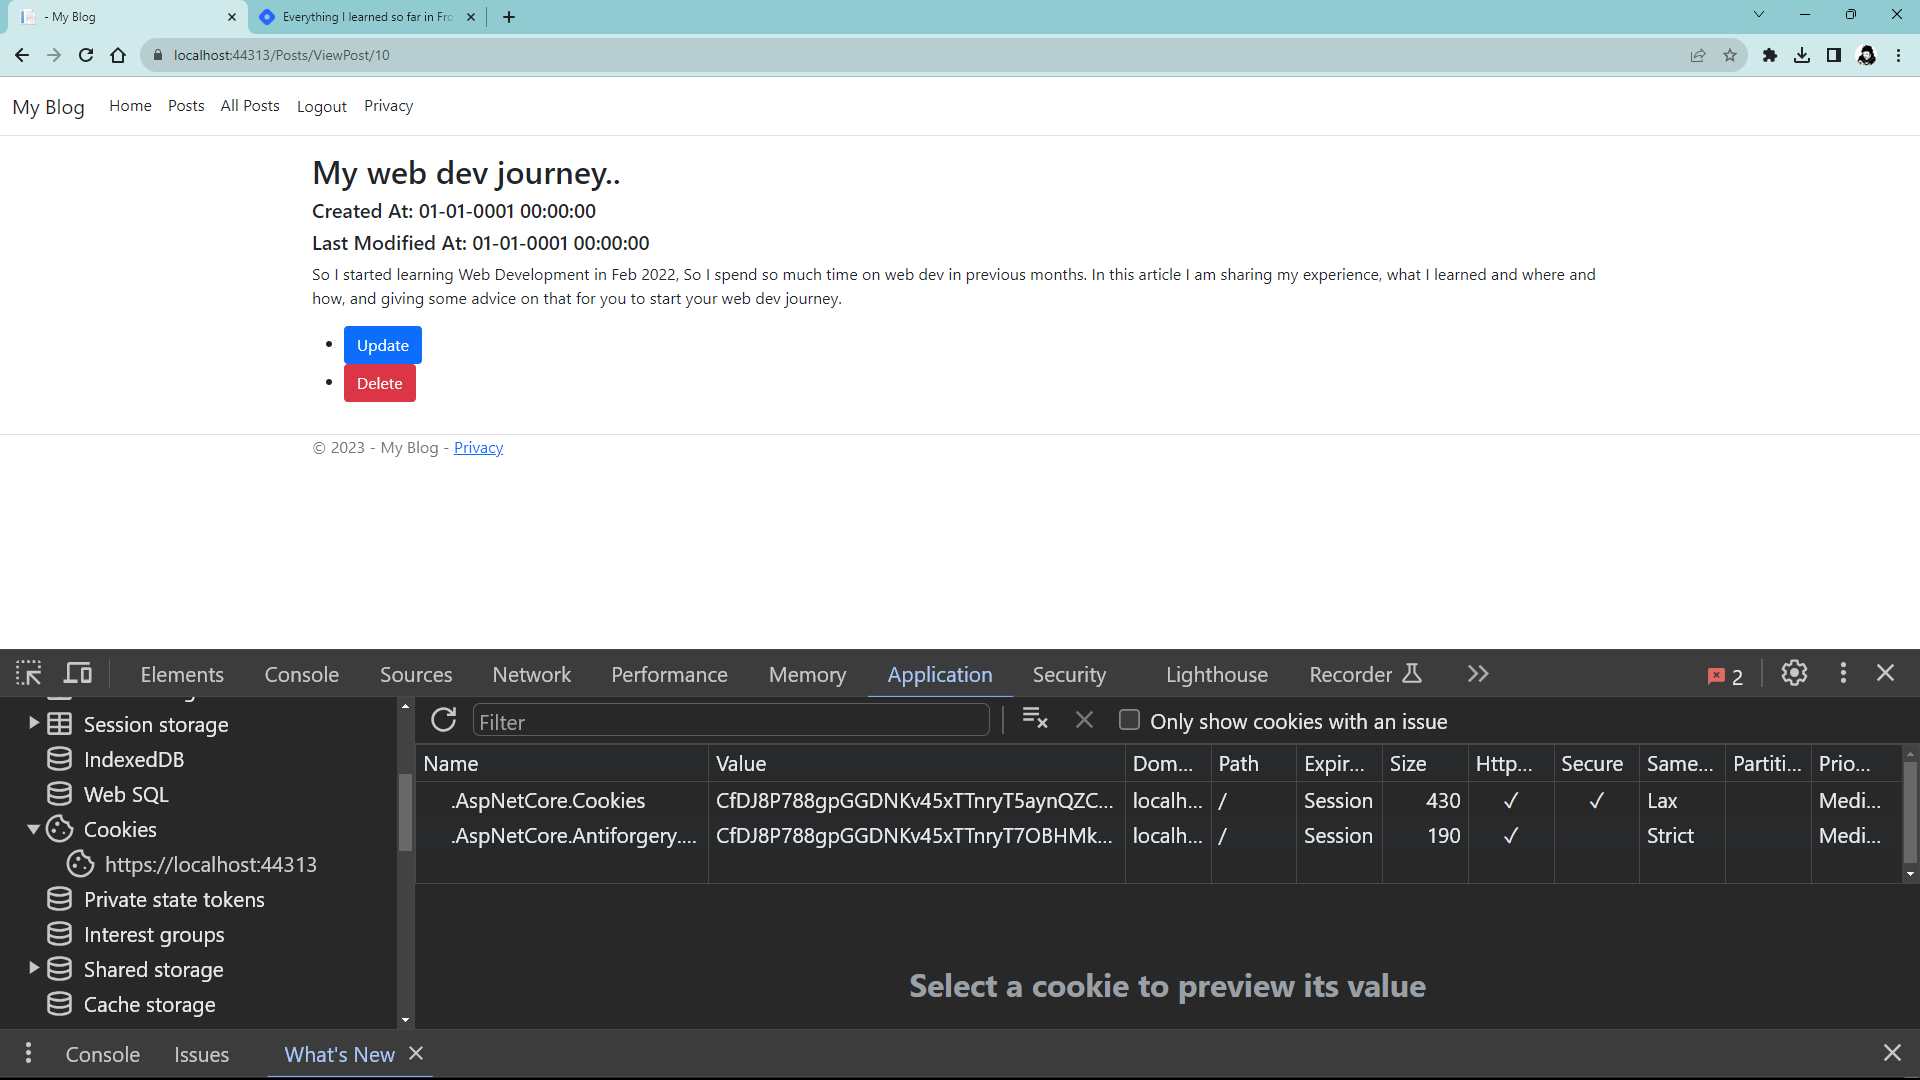 - My Blog
Everything I learned so far in Fro
localhost:44313/Posts/ViewPost/10
My Blog Home Posts All Posts Logout Privacy
My web dev journey..
Created At: 01-01-0001 00:00:00
Last Modified At: 01-01-0001 00:00:00
So I started learning Web Development in Feb 2022, So I spend so much time on web dev in previous months. In this article I am sharing my experience, what I learned and where and
how, and giving some advice on that for you to start your web dev journey.
Update
Delete
© 2023 - My Blog - Privacy
Elements Console Sources Network Performance Memory Application Security Lighthouse Recorder 2
Session storage
IndexedDB
Web SQL
Cookies
https://localhost:44313
Private state tokens
Interest groups
Shared storage
Cache storage
Filter Only show cookies with an issue
Name Value Dom... Path Expir... Size Http... Secure Same... Partiti... Prio...
.AspNetCore.Cookies CfDJ8P788gpGGDNKv45xTTnryT5aynQZC... localh... / Session 430 ✓ ✓ Lax Medi...
.AspNetCore.Antiforgery.... CfDJ8P788gpGGDNKv45xTTnryT7OBHMk... localh... / Session 190 ✓ Strict Medi...
Select a cookie to preview its value
Console Issues What's New